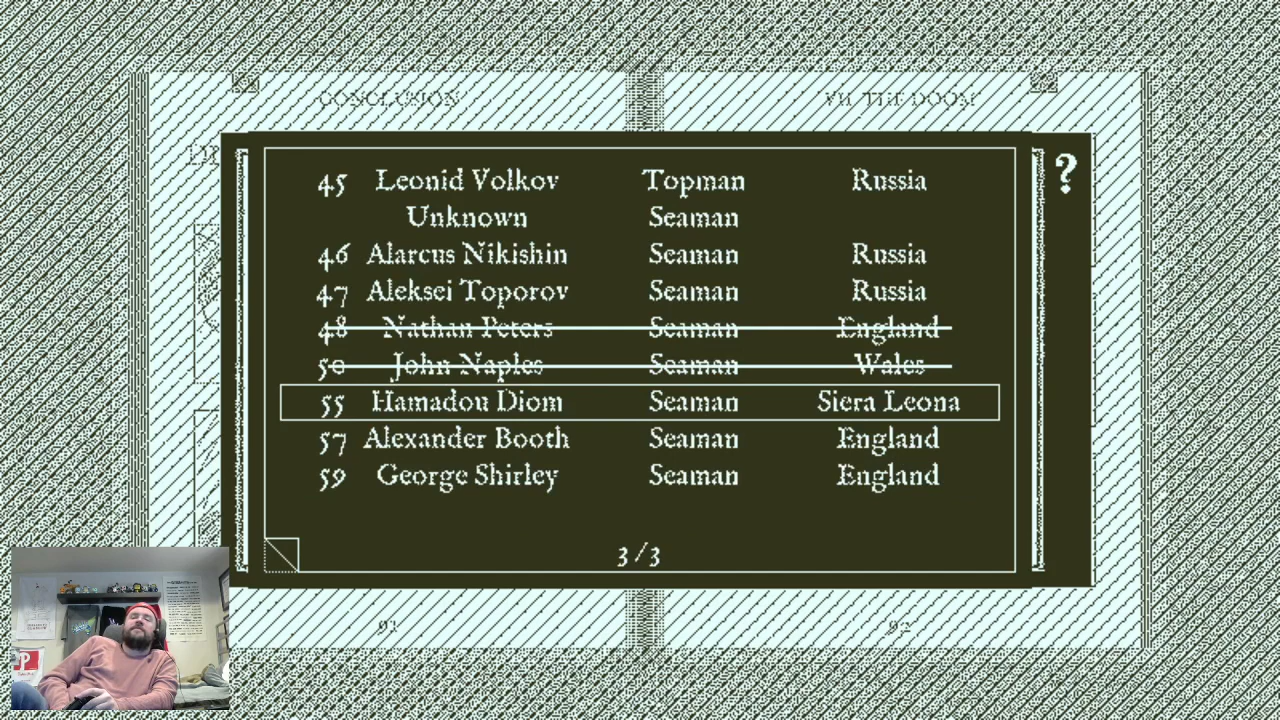 CONCLUSION
VII THE DOOM
45 Leonid Volkov Topman Russia
?
Unknown Seaman
46 Alarcus Nikishin Seaman Russia
47 Aleksei Toporov Seaman Russia
48 Nathan Peters Seaman England
50 John Naples Seaman Wales
55 Hamadou Diom Seaman Siera Leona
57 Alexander Booth Seaman England
59 George Shirley Seaman England
3/3